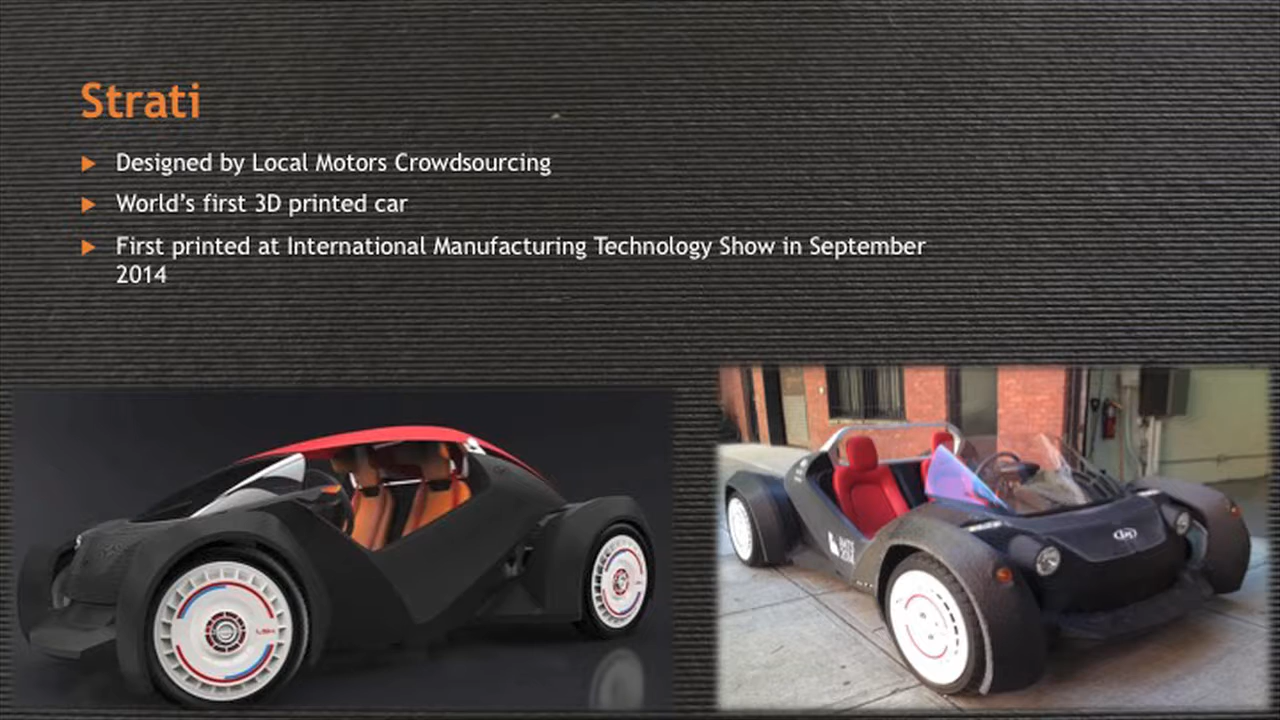 Strati
Designed by Local Motors Crowdsourcing
World's first 3D printed car
First printed at International Manufacturing Technology Show in September
2014